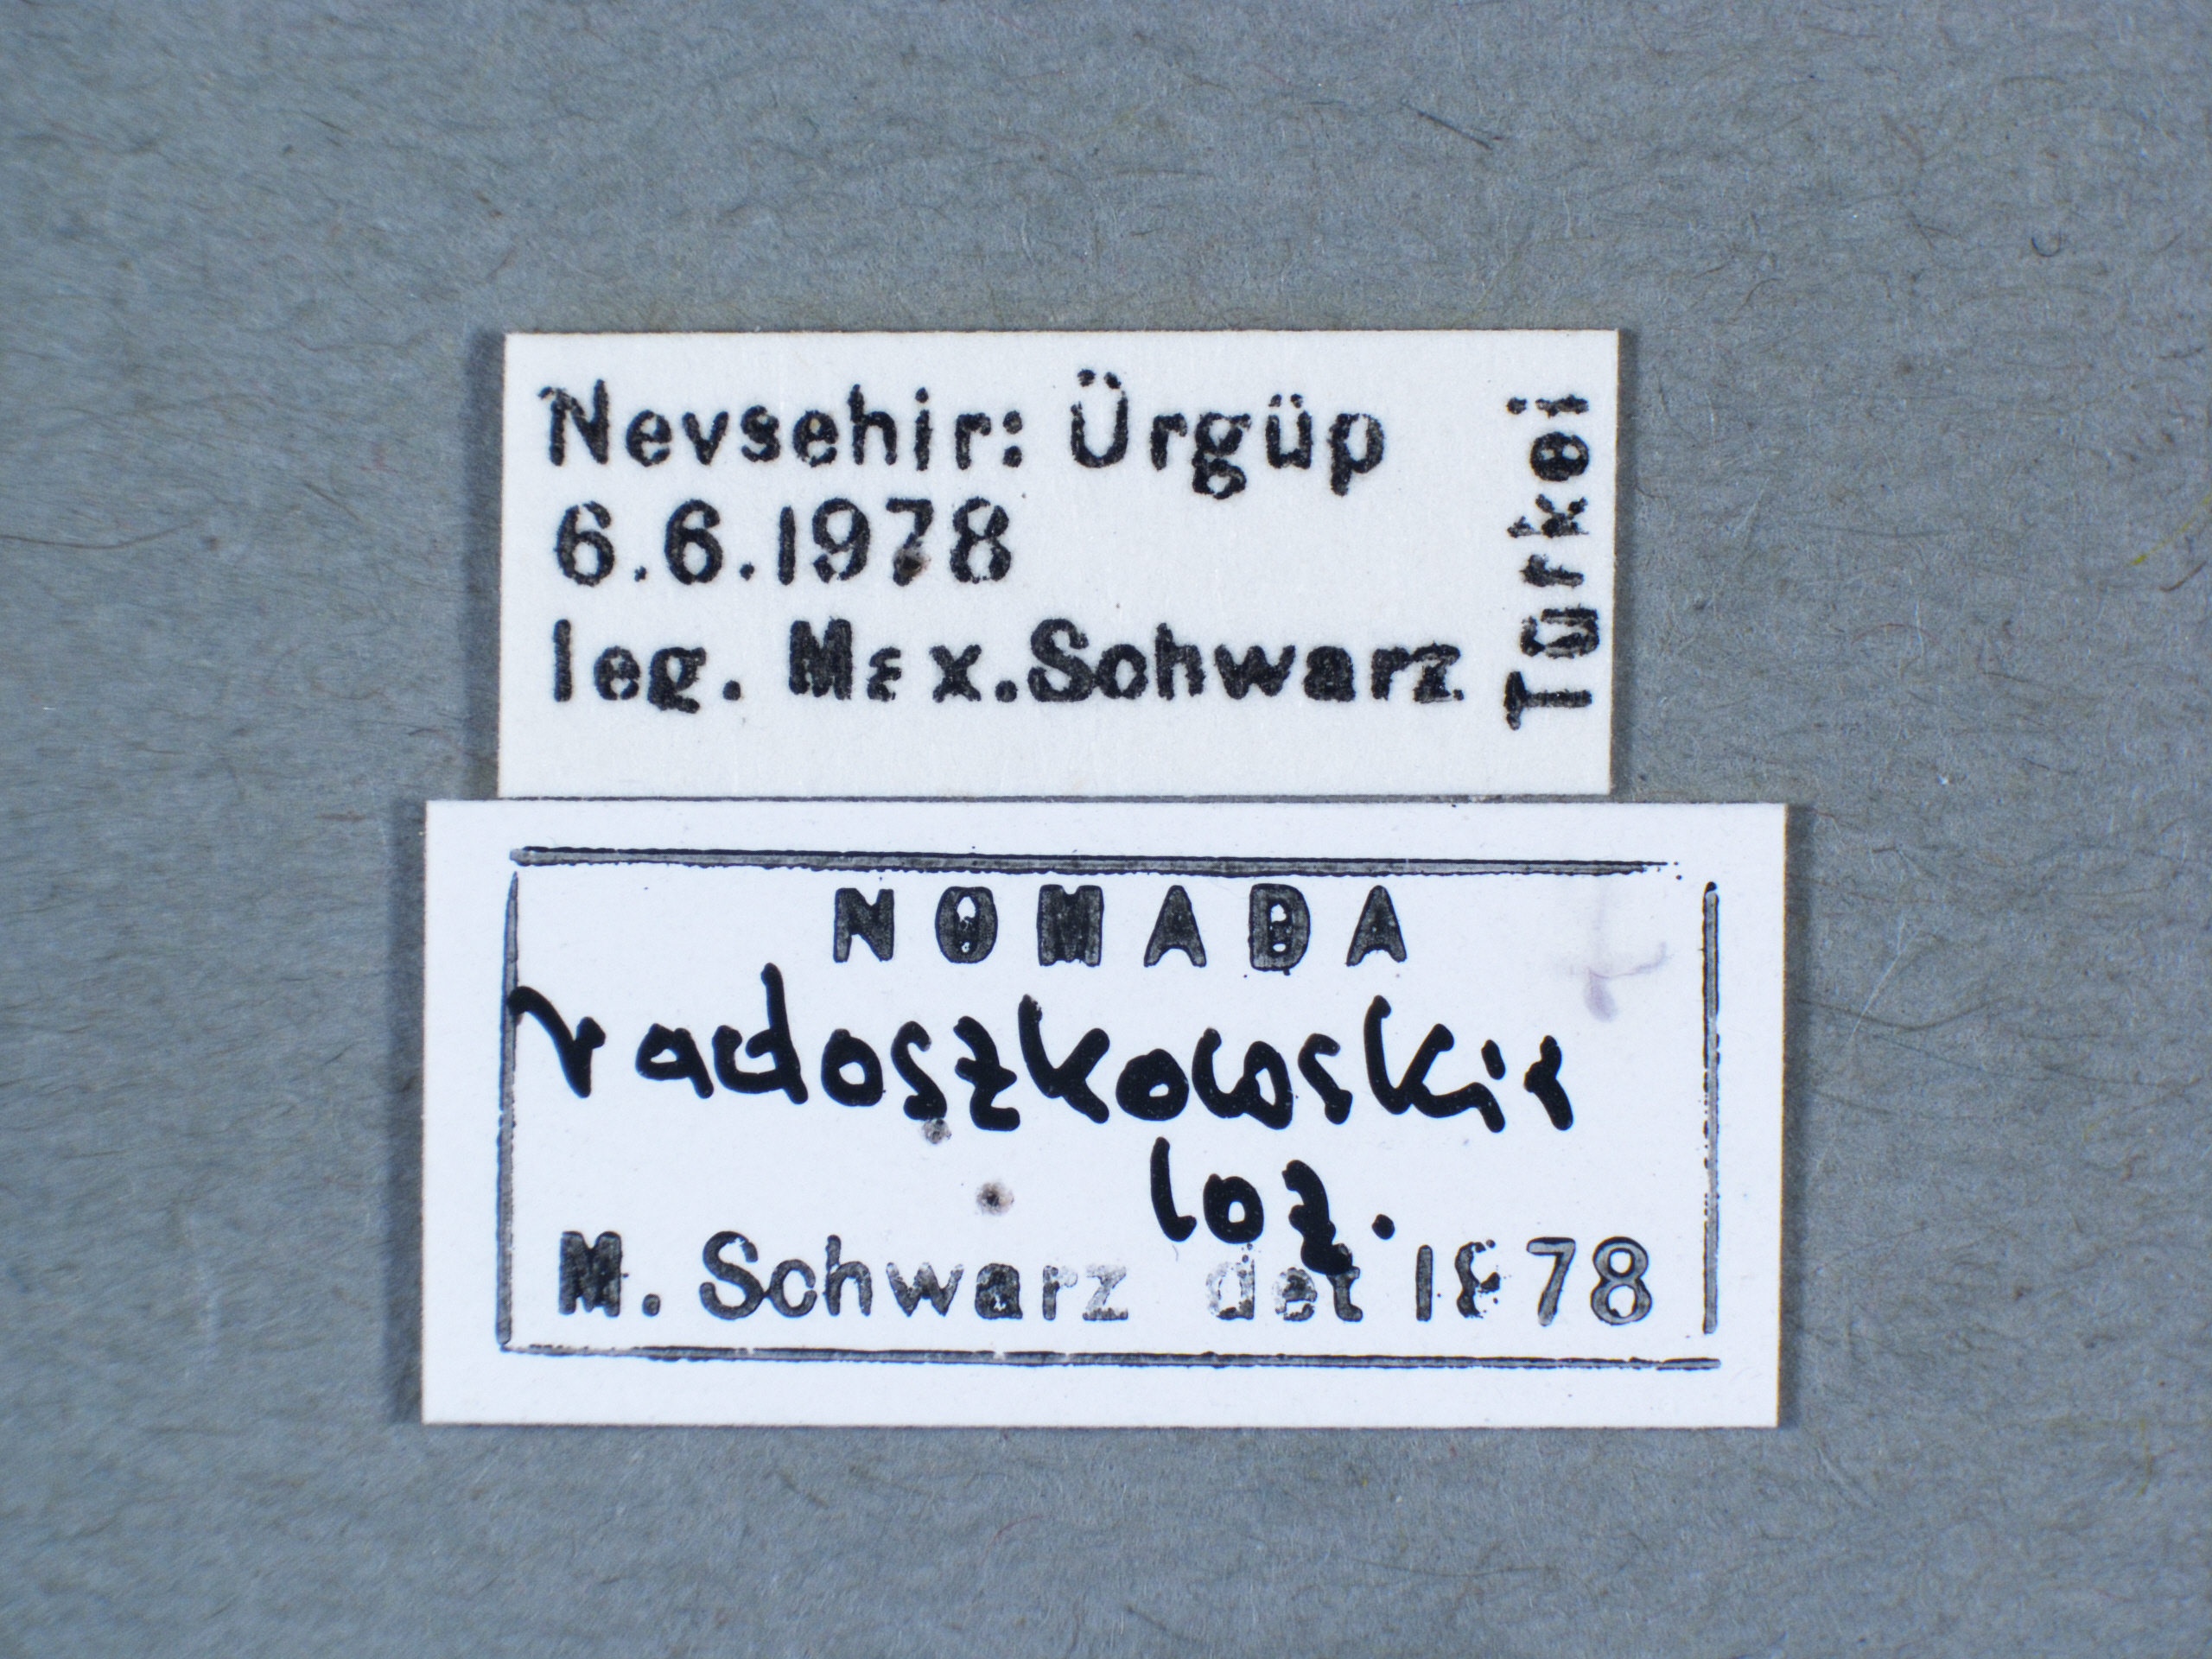 Nevsehir: Ürgüp
6.6.1978
leg. Max.Schwarz
Türkei
NOMADA
radoszkowskii
loz.
M. Schwarz det 1978